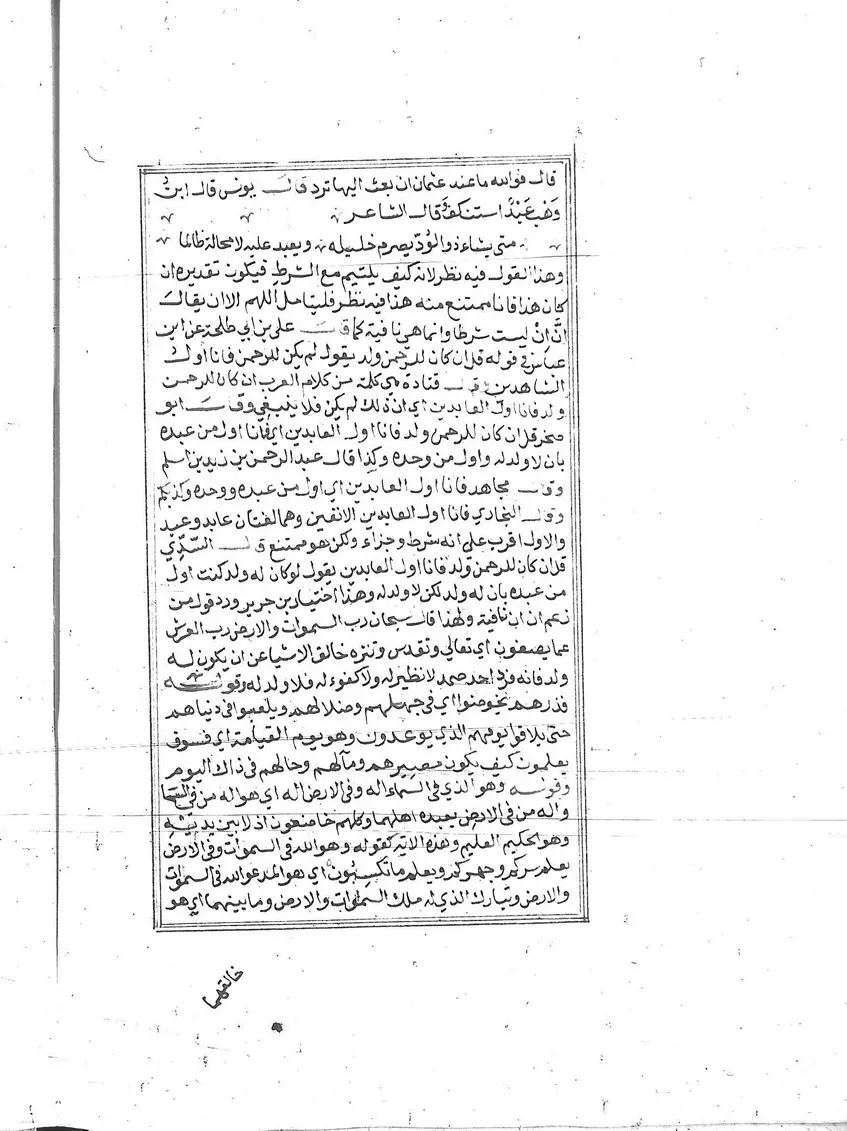 قال فوالله ما عند عثمان ان بعث اليها ترد قال يونس قال ابن
وهب عَبِدَ استنكف وقال الشاعر
متى يشاء ذو الودّ يصرم خليله ويعبد عليه لا محالة ظالما
وهذا القول فيه نظر لانه كيف يلتيم مع الشرط فيكون تقديره ان
كان هذا فانا ممتنع منه هذا فيه نظر فليتامل اللهم الا ان يقال
انّ اِنْ ليست شرطا وانما هي نافية كما قال علي بن ابي طلحة عن ابن
عباس في قوله قل ان كان للرحمن ولد يقول لم يكن للرحمن فانا اول
الشاهدين قال قتادة هي كلمة من كلام العرب ان كان للرحمن
ولد فانا اول العابدين اي ان ذلك لم يكن فلا ينبغي وقال ابو
صخر قل ان كان للرحمن ولد فانا اول العابدين اي فانا اول من عبده
بان لا ولد له واول من وحده وكذا قال عبد الرحمن بن زيد بن اسلم
وقال مجاهد فانا اول العابدين اي اول من عبده ووحده وكذبكم
وقال البخاري فانا اول العابدين الانفين وهما لغتان عابد وعبد
والاول اقرب على انه شرط وجزاء ولكن هو ممتنع قال السّدّي
قل ان كان للرحمن ولد فانا اول العابدين يقول لو كان له ولد كنت اول
من عبده بان له ولد لكن لا ولد له وهذا اختيار بن جرير ورد قول من
زعم ان ان نافية ولهذا قال سبحان رب السموات والارض رب العرش
عما يصفون اي تعالى وتقدس وتنزه خالق الاشيا عن ان يكون له
ولد فانه فرد احد صمد لا نظير له ولا كفوء له فلا ولد له وقوله
فذرهم يخوضوا اي في جهلهم وضلالهم ويلعبوا في دنياهم
حتى يلاقوا يومهم الذي يوعدون وهو يوم القيامة اي فسوف
يعلمون كيف يكون مصيرهم ومآلهم وحالهم في ذاك اليوم
وقوله وهو الذي في السماء اله وفي الارض اله اي هو اله من في السما
واله من في الارض يعبده اهلهما وكلهم خاضعون اذلا بين يديه
وهو الحكيم العليم وهذه الاية كقوله وهو الله في السموات وفي الارض
يعلم سركم وجهركم ويعلم ما تكسبون اي هو المدعو الله في السموات
والارض وتبارك الذي له ملك السموات والارض وما بينهما اي هو
خالقهما